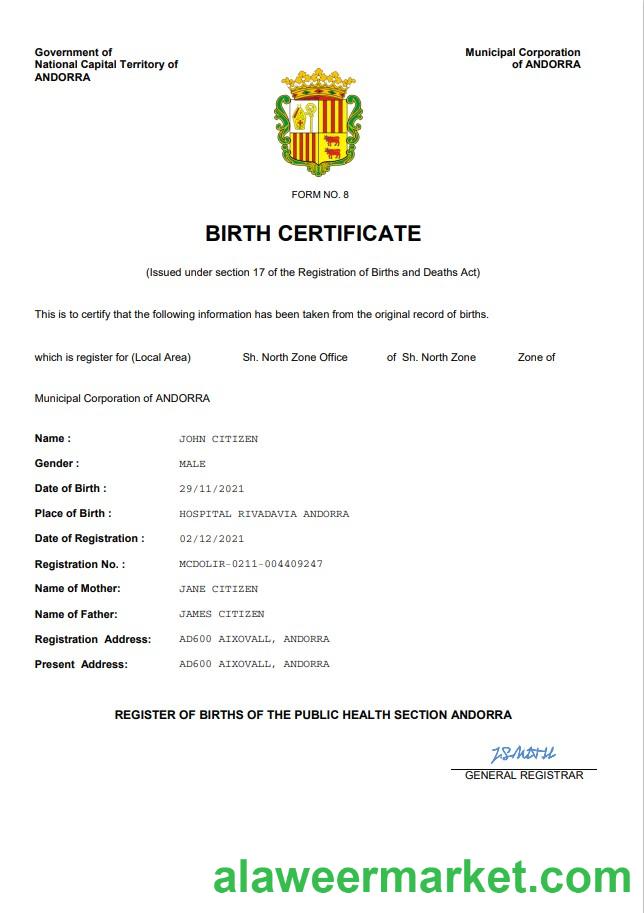 Government of
National Capital Territory of
ANDORRA
Municipal Corporation
of ANDORRA
FORM NO. 8
BIRTH CERTIFICATE
(Issued under section 17 of the Registration of Births and Deaths Act)
This is to certify that the following information has been taken from the original record of births.
which is register for (Local Area) Sh. North Zone Office of Sh. North Zone Zone of
Municipal Corporation of ANDORRA
Name : JOHN CITIZEN
Gender : MALE
Date of Birth : 29/11/2021
Place of Birth : HOSPITAL RIVADAVIA ANDORRA
Date of Registration : 02/12/2021
Registration No. : MCDOLIR-0211-004409247
Name of Mother: JANE CITIZEN
Name of Father: JAMES CITIZEN
Registration Address: AD600 AIXOVALL, ANDORRA
Present Address: AD600 AIXOVALL, ANDORRA
REGISTER OF BIRTHS OF THE PUBLIC HEALTH SECTION ANDORRA
GENERAL REGISTRAR
alaweermarket.com